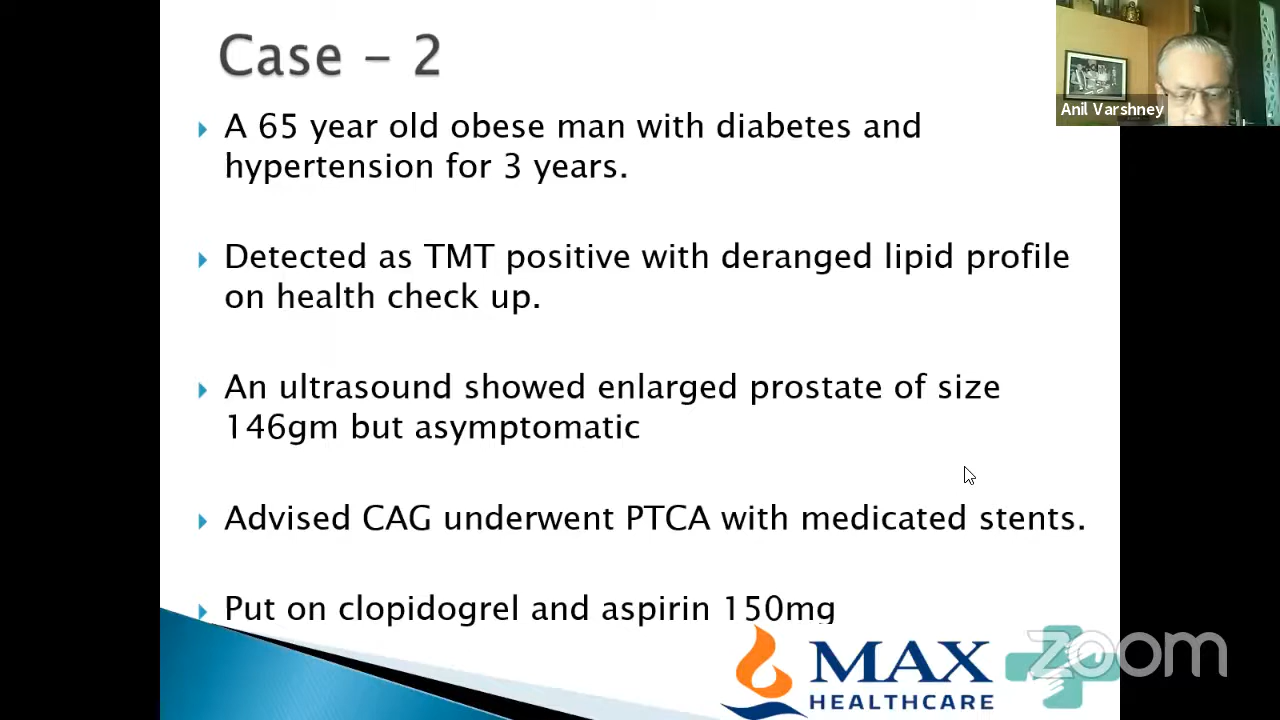 Case - 2
Anil Varshney
A 65 year old obese man with diabetes and
hypertension for 3 years.
Detected as TMT positive with deranged lipid profile
on health check up.
An ultrasound showed enlarged prostate of size
146gm but asymptomatic
Advised CAG underwent PTCA with medicated stents.
Put on clopidogrel and aspirin 150mg
MAX
HEALTHCARE
zoom